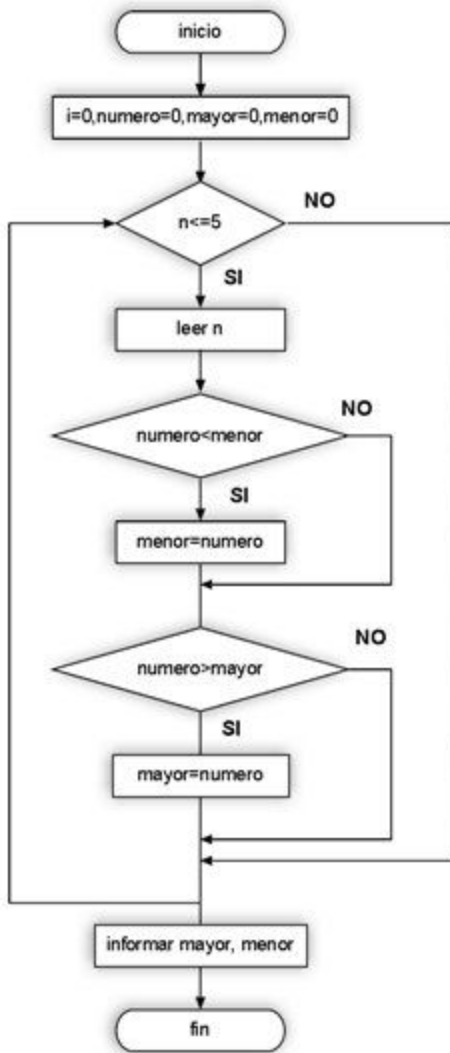 inicio
i=0,numero=0,mayor=0,menor=0
n<=5
NO
SI
leer n
NO
numero<menor
SI
menor=numero
NO
numero>mayor
SI
mayor=numero
informar mayor, menor
fin